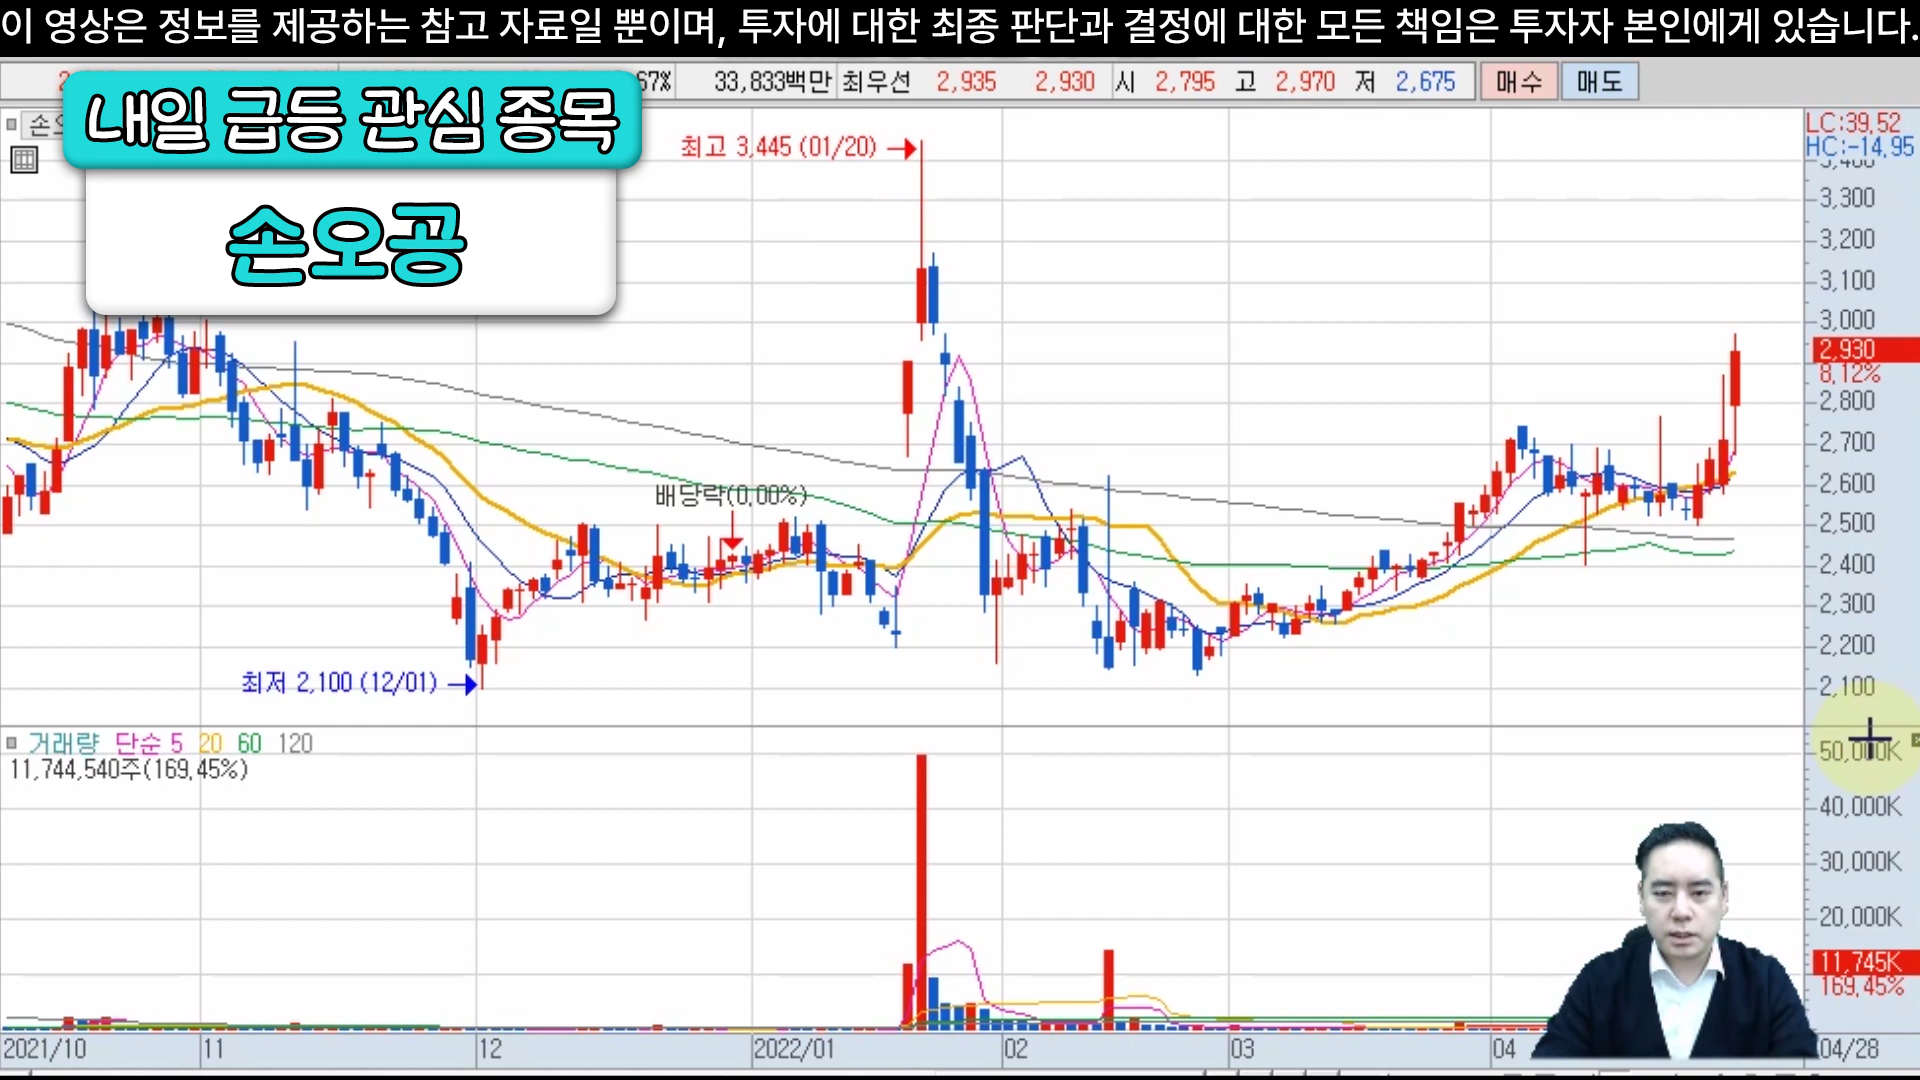 이 영상은 정보를 제공하는 참고 자료일 뿐이며, 투자에 대한 최종 판단과 결정에 대한 모든 책임은 투자자 본인에게 있습니다.
67% 33,833백만 최우선 2,935 2,930 시 2,795 고 2,970 저 2,675 매수 매도
내일 급등 관심 종목
손오공
최고 3,445 (01/20)
LC:39.52
HC:-14.95
3,400
3,300
3,200
3,100
3,000
2,930
8.12%
2,800
2,700
2,600
2,500
2,400
2,300
2,200
2,100
배당락(0.00%)
최저 2,100 (12/01)
거래량 단순 5 20 60 120
11,744,540주(169.45%)
50,000K
40,000K
30,000K
20,000K
11,745K
169.45%
2021/10 11 12 2022/01 02 03 04 04/28